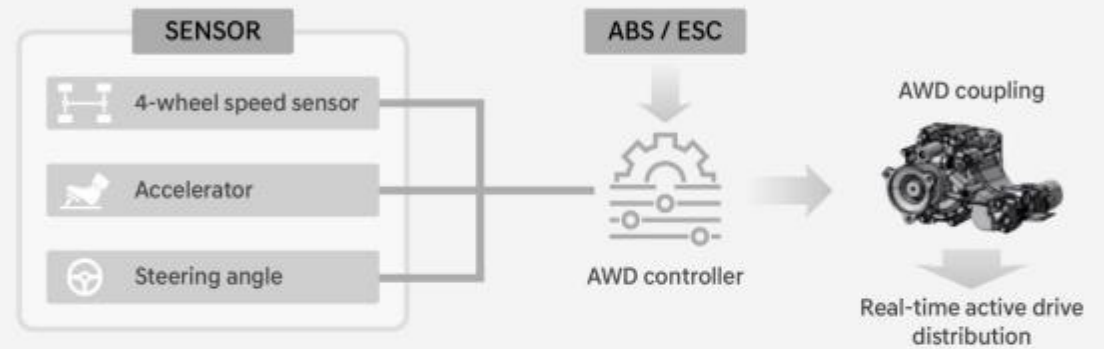 SENSOR
4-wheel speed sensor
Accelerator
Steering angle
ABS / ESC
AWD controller
AWD coupling
Real-time active drive
distribution